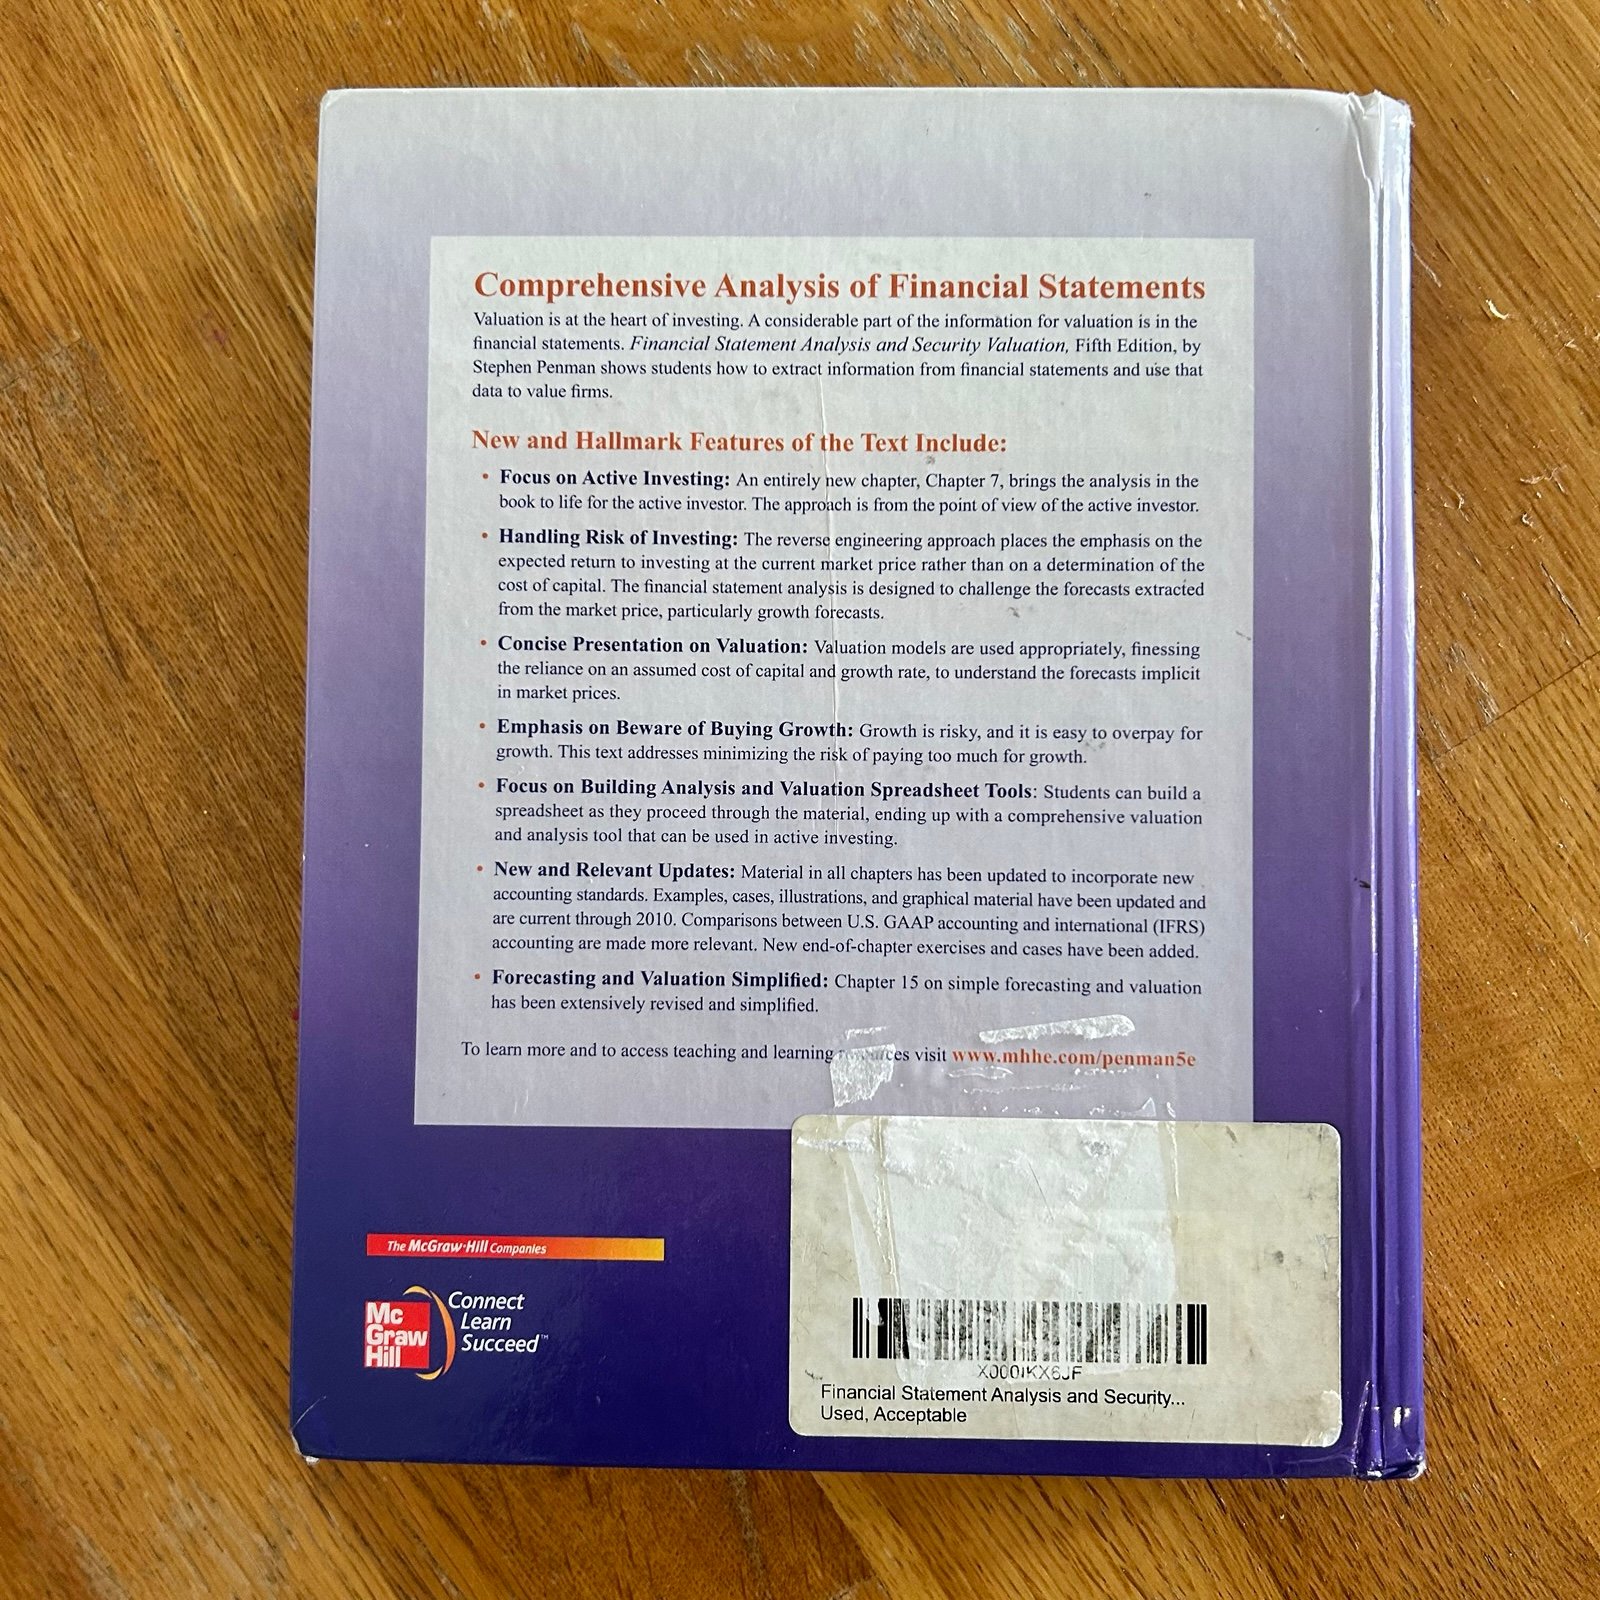 Comprehensive Analysis of Financial Statements
Valuation is at the heart of investing. A considerable part of the information for valuation is in the
financial statements. Financial Statement Analysis and Security Valuation, Fifth Edition, by
Stephen Penman shows students how to extract information from financial statements and use that
data to value firms.
New and Hallmark Features of the Text Include:
• Focus on Active Investing: An entirely new chapter, Chapter 7, brings the analysis in the
book to life for the active investor. The approach is from the point of view of the active investor.
• Handling Risk of Investing: The reverse engineering approach places the emphasis on the
expected return to investing at the current market price rather than on a determination of the
cost of capital. The financial statement analysis is designed to challenge the forecasts extracted
from the market price, particularly growth forecasts.
• Concise Presentation on Valuation: Valuation models are used appropriately, finessing
the reliance on an assumed cost of capital and growth rate, to understand the forecasts implicit
in market prices.
• Emphasis on Beware of Buying Growth: Growth is risky, and it is easy to overpay for
growth. This text addresses minimizing the risk of paying too much for growth.
• Focus on Building Analysis and Valuation Spreadsheet Tools: Students can build a
spreadsheet as they proceed through the material, ending up with a comprehensive valuation
and analysis tool that can be used in active investing.
• New and Relevant Updates: Material in all chapters has been updated to incorporate new
accounting standards. Examples, cases, illustrations, and graphical material have been updated and
are current through 2010. Comparisons between U.S. GAAP accounting and international (IFRS)
accounting are made more relevant. New end-of-chapter exercises and cases have been added.
• Forecasting and Valuation Simplified: Chapter 15 on simple forecasting and valuation
has been extensively revised and simplified.
To learn more and to access teaching and learning visit www.mhhe.com/penman5e
The McGraw·Hill Companies
Mc
Graw
Hill
Connect
Learn
Succeed™
X000IKX6JF
Financial Statement Analysis and Security...
Used, Acceptable